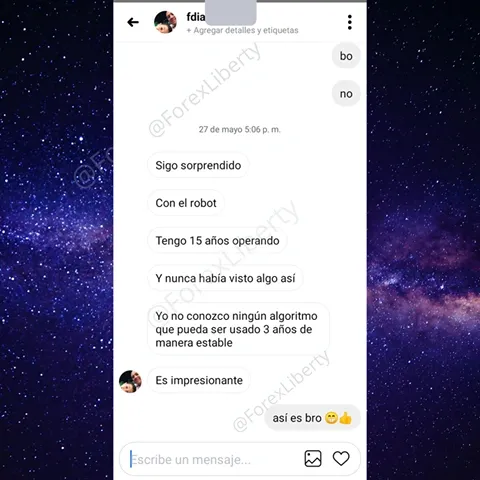 fdia
+ Agregar detalles y etiquetas
bo
no
27 de mayo 5:06 p. m.
Sigo sorprendido
Con el robot
Tengo 15 años operando
Y nunca había visto algo así
Yo no conozco ningún algoritmo
que pueda ser usado 3 años de
manera estable
Es impresionante
así es bro 😁👍
Escribe un mensaje...
@ForexLiberty
@ForexLiberty
@ForexLiberty
@ForexLiberty